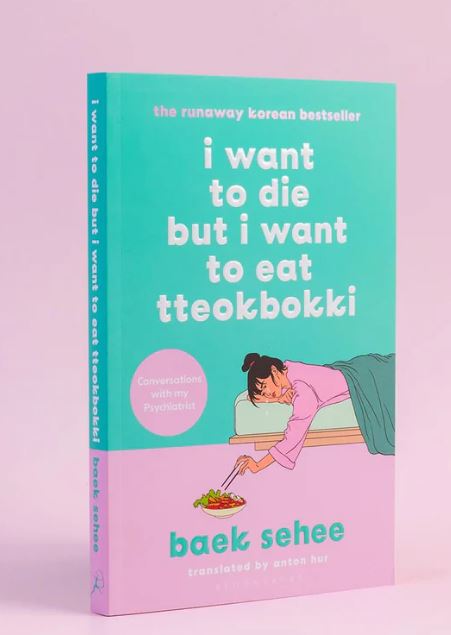 the runaway korean bestseller
i want
to die
but i want
to eat
tteokbokki
Conversations
with my
Psychiatrist
baek sehee
translated by anton hur
BLOOMSBURY
i want to die but i want to eat tteokbokki baek sehee